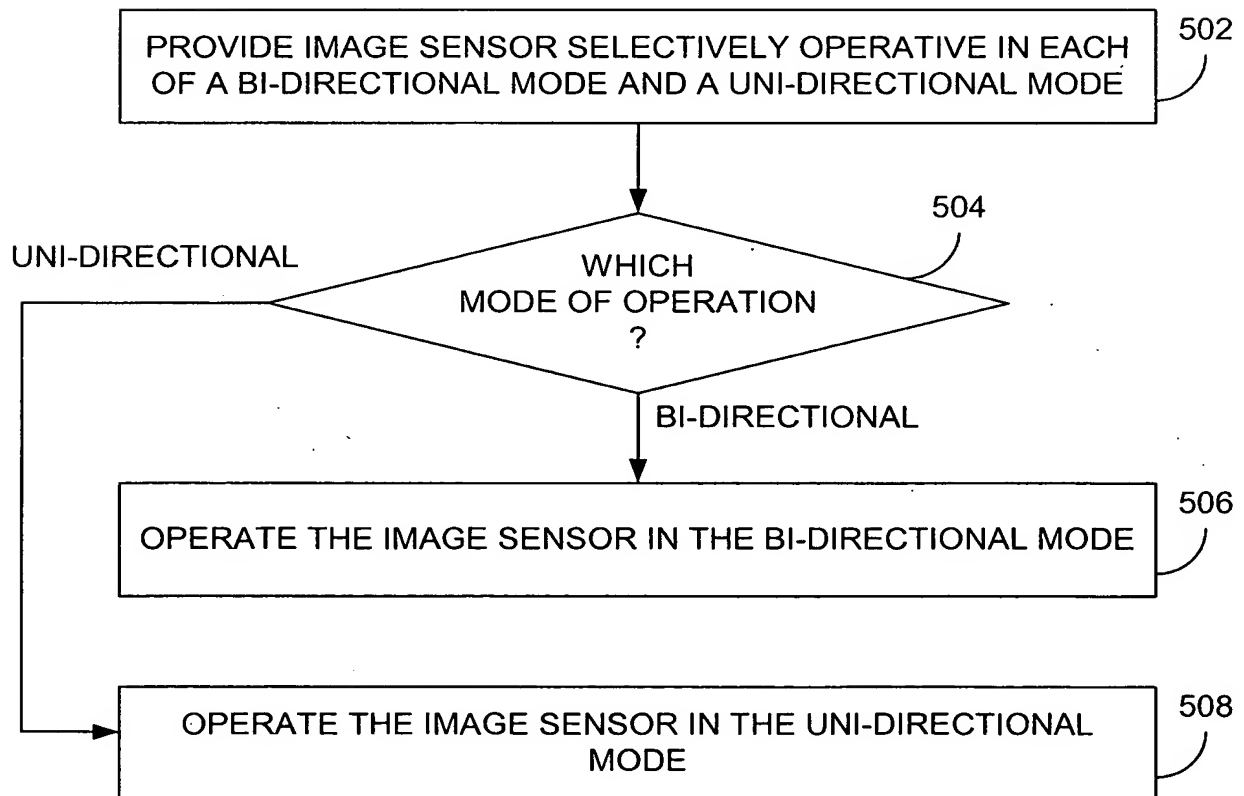 PROVIDE IMAGE SENSOR SELECTIVELY OPERATIVE IN EACH
OF A BI-DIRECTIONAL MODE AND A UNI-DIRECTIONAL MODE
502
504
UNI-DIRECTIONAL
WHICH
MODE OF OPERATION
?
BI-DIRECTIONAL
OPERATE THE IMAGE SENSOR IN THE BI-DIRECTIONAL MODE
506
OPERATE THE IMAGE SENSOR IN THE UNI-DIRECTIONAL
MODE
508